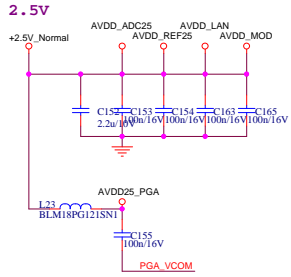 2.5V
AVDD_ADC25 AVDD_LAN
+2.5V_Normal AVDD_REF25 AVDD_MOD
C152 C153 C154 C163 C165
2.2u/10V 100n/16V 100n/16V 100n/16V 100n/16V
AVDD25_PGA
L23
BLM18PG121SN1
C155
100n/16V
PGA_VCOM